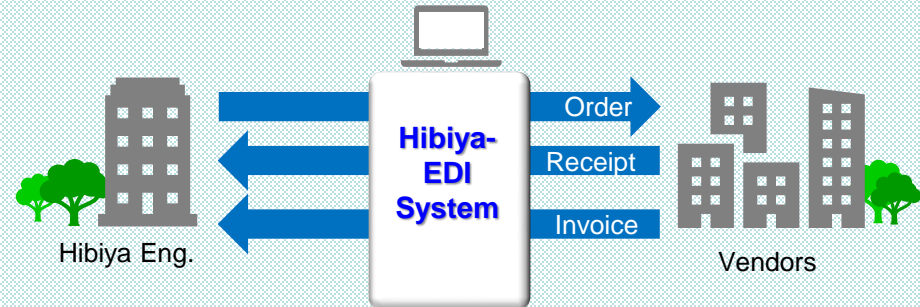 Order
Hibiya-
EDI
System
Receipt
Invoice
Hibiya Eng.
Vendors